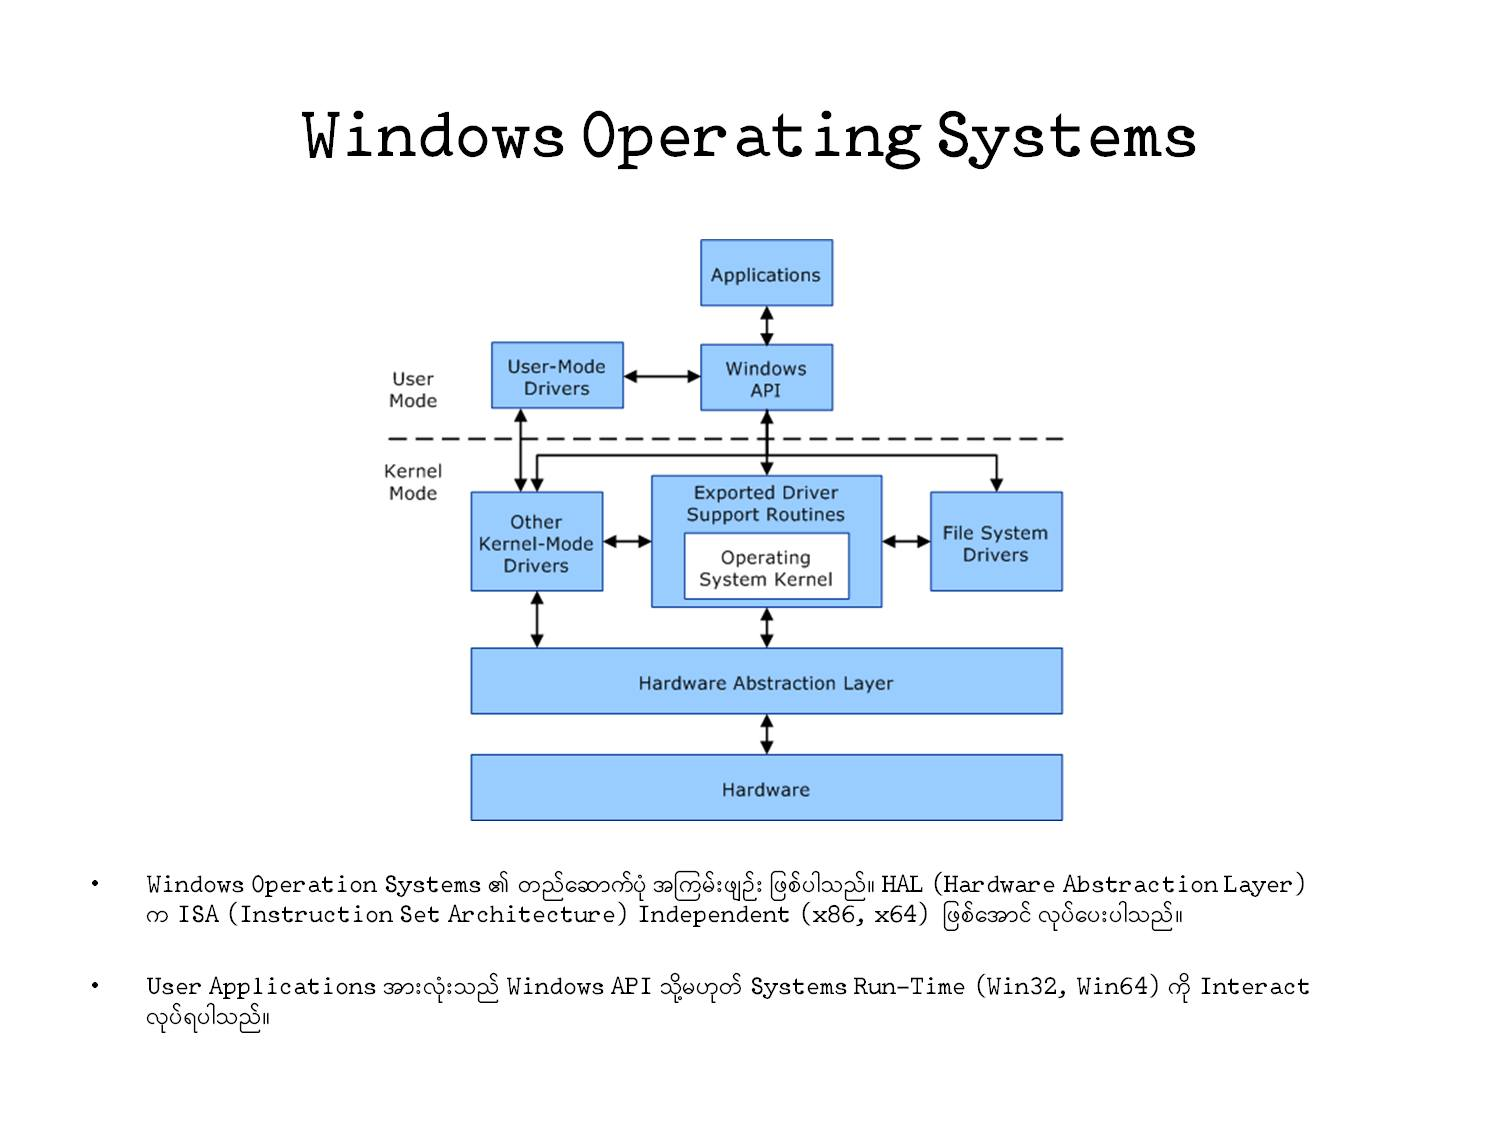 Windows Operating Systems
Applications
User-Mode
Drivers
Windows
API
User
Mode
Kernel
Mode
Other
Kernel-Mode
Drivers
Exported Driver
Support Routines
Operating
System Kernel
File System
Drivers
Hardware Abstraction Layer
Hardware
• Windows Operation Systems ၏ တည်ဆောက်ပုံ အကြမ်းဖျဉ်း ဖြစ်ပါသည်။ HAL (Hardware Abstraction Layer)
က ISA (Instruction Set Architecture) Independent (x86, x64) ဖြစ်အောင် လုပ်ပေးပါသည်။
• User Applications အားလုံးသည် Windows API သို့မဟုတ် Systems Run-Time (Win32, Win64) ကို Interact
လုပ်ရပါသည်။